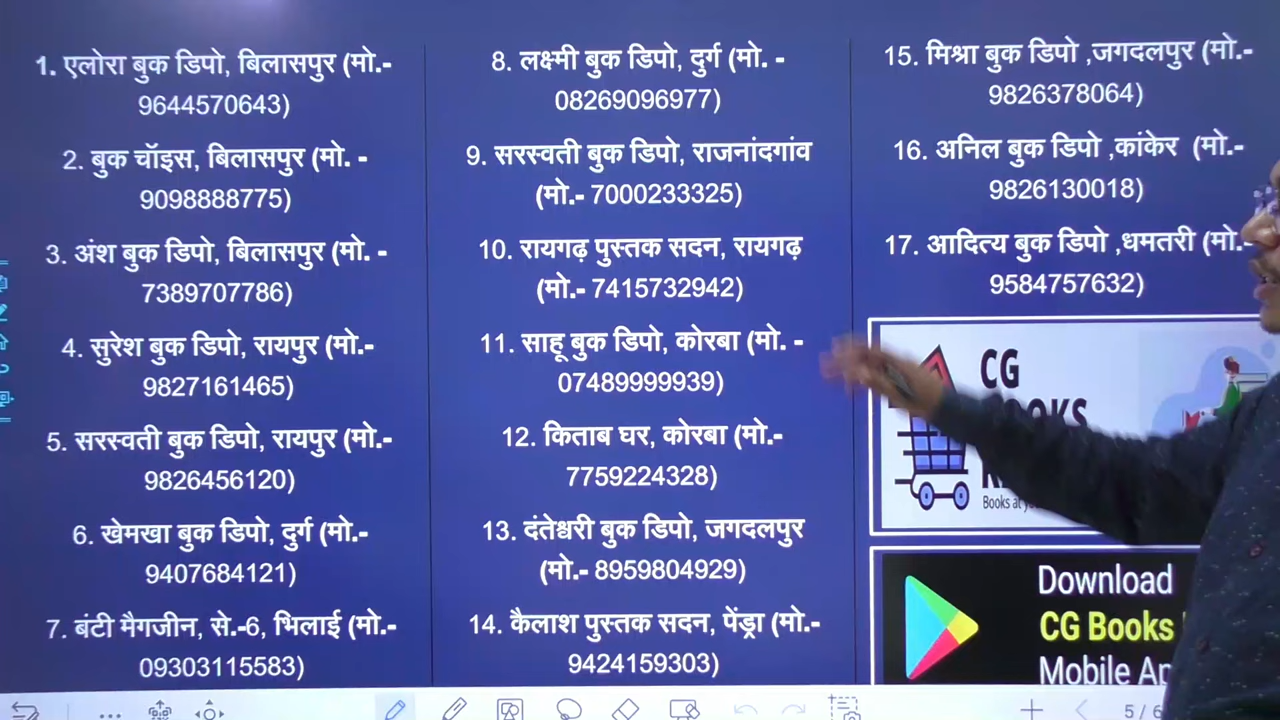 1. एलोरा बुक डिपो, बिलासपुर (मो.-
9644570643)
2. बुक चॉइस, बिलासपुर (मो. -
9098888775)
3. अंश बुक डिपो, बिलासपुर (मो. -
7389707786)
4. सुरेश बुक डिपो, रायपुर (मो.-
9827161465)
5. सरस्वती बुक डिपो, रायपुर (मो.-
9826456120)
6. खेमखा बुक डिपो, दुर्ग (मो.-
9407684121)
7. बंटी मैगजीन, से.-6, भिलाई (मो.-
09303115583)
8. लक्ष्मी बुक डिपो, दुर्ग (मो. -
08269096977)
9. सरस्वती बुक डिपो, राजनांदगांव
(मो.- 7000233325)
10. रायगढ़ पुस्तक सदन, रायगढ़
(मो.- 7415732942)
11. साहू बुक डिपो, कोरबा (मो. -
07489999939)
12. किताब घर, कोरबा (मो.-
7759224328)
13. दंतेश्वरी बुक डिपो, जगदलपुर
(मो.- 8959804929)
14. कैलाश पुस्तक सदन, पेंड्रा (मो.-
9424159303)
15. मिश्रा बुक डिपो ,जगदलपुर (मो.-
9826378064)
16. अनिल बुक डिपो ,कांकेर (मो.-
9826130018)
17. आदित्य बुक डिपो ,धमतरी (मो.-
9584757632)
CG
Books at
Download
CG Books
Mobile
5 / 6